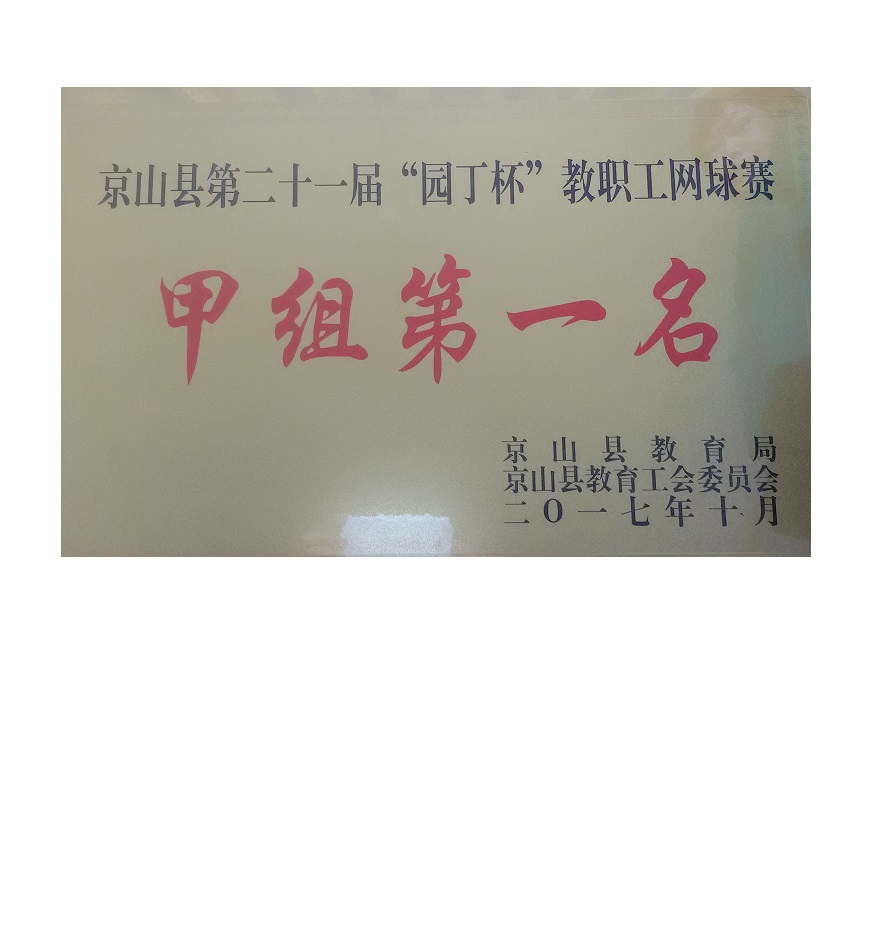 京山县第二十一届“园丁杯”教职工网球赛
甲组第一名
京山县教育局
京山县教育工会委员会
二〇一七年十月